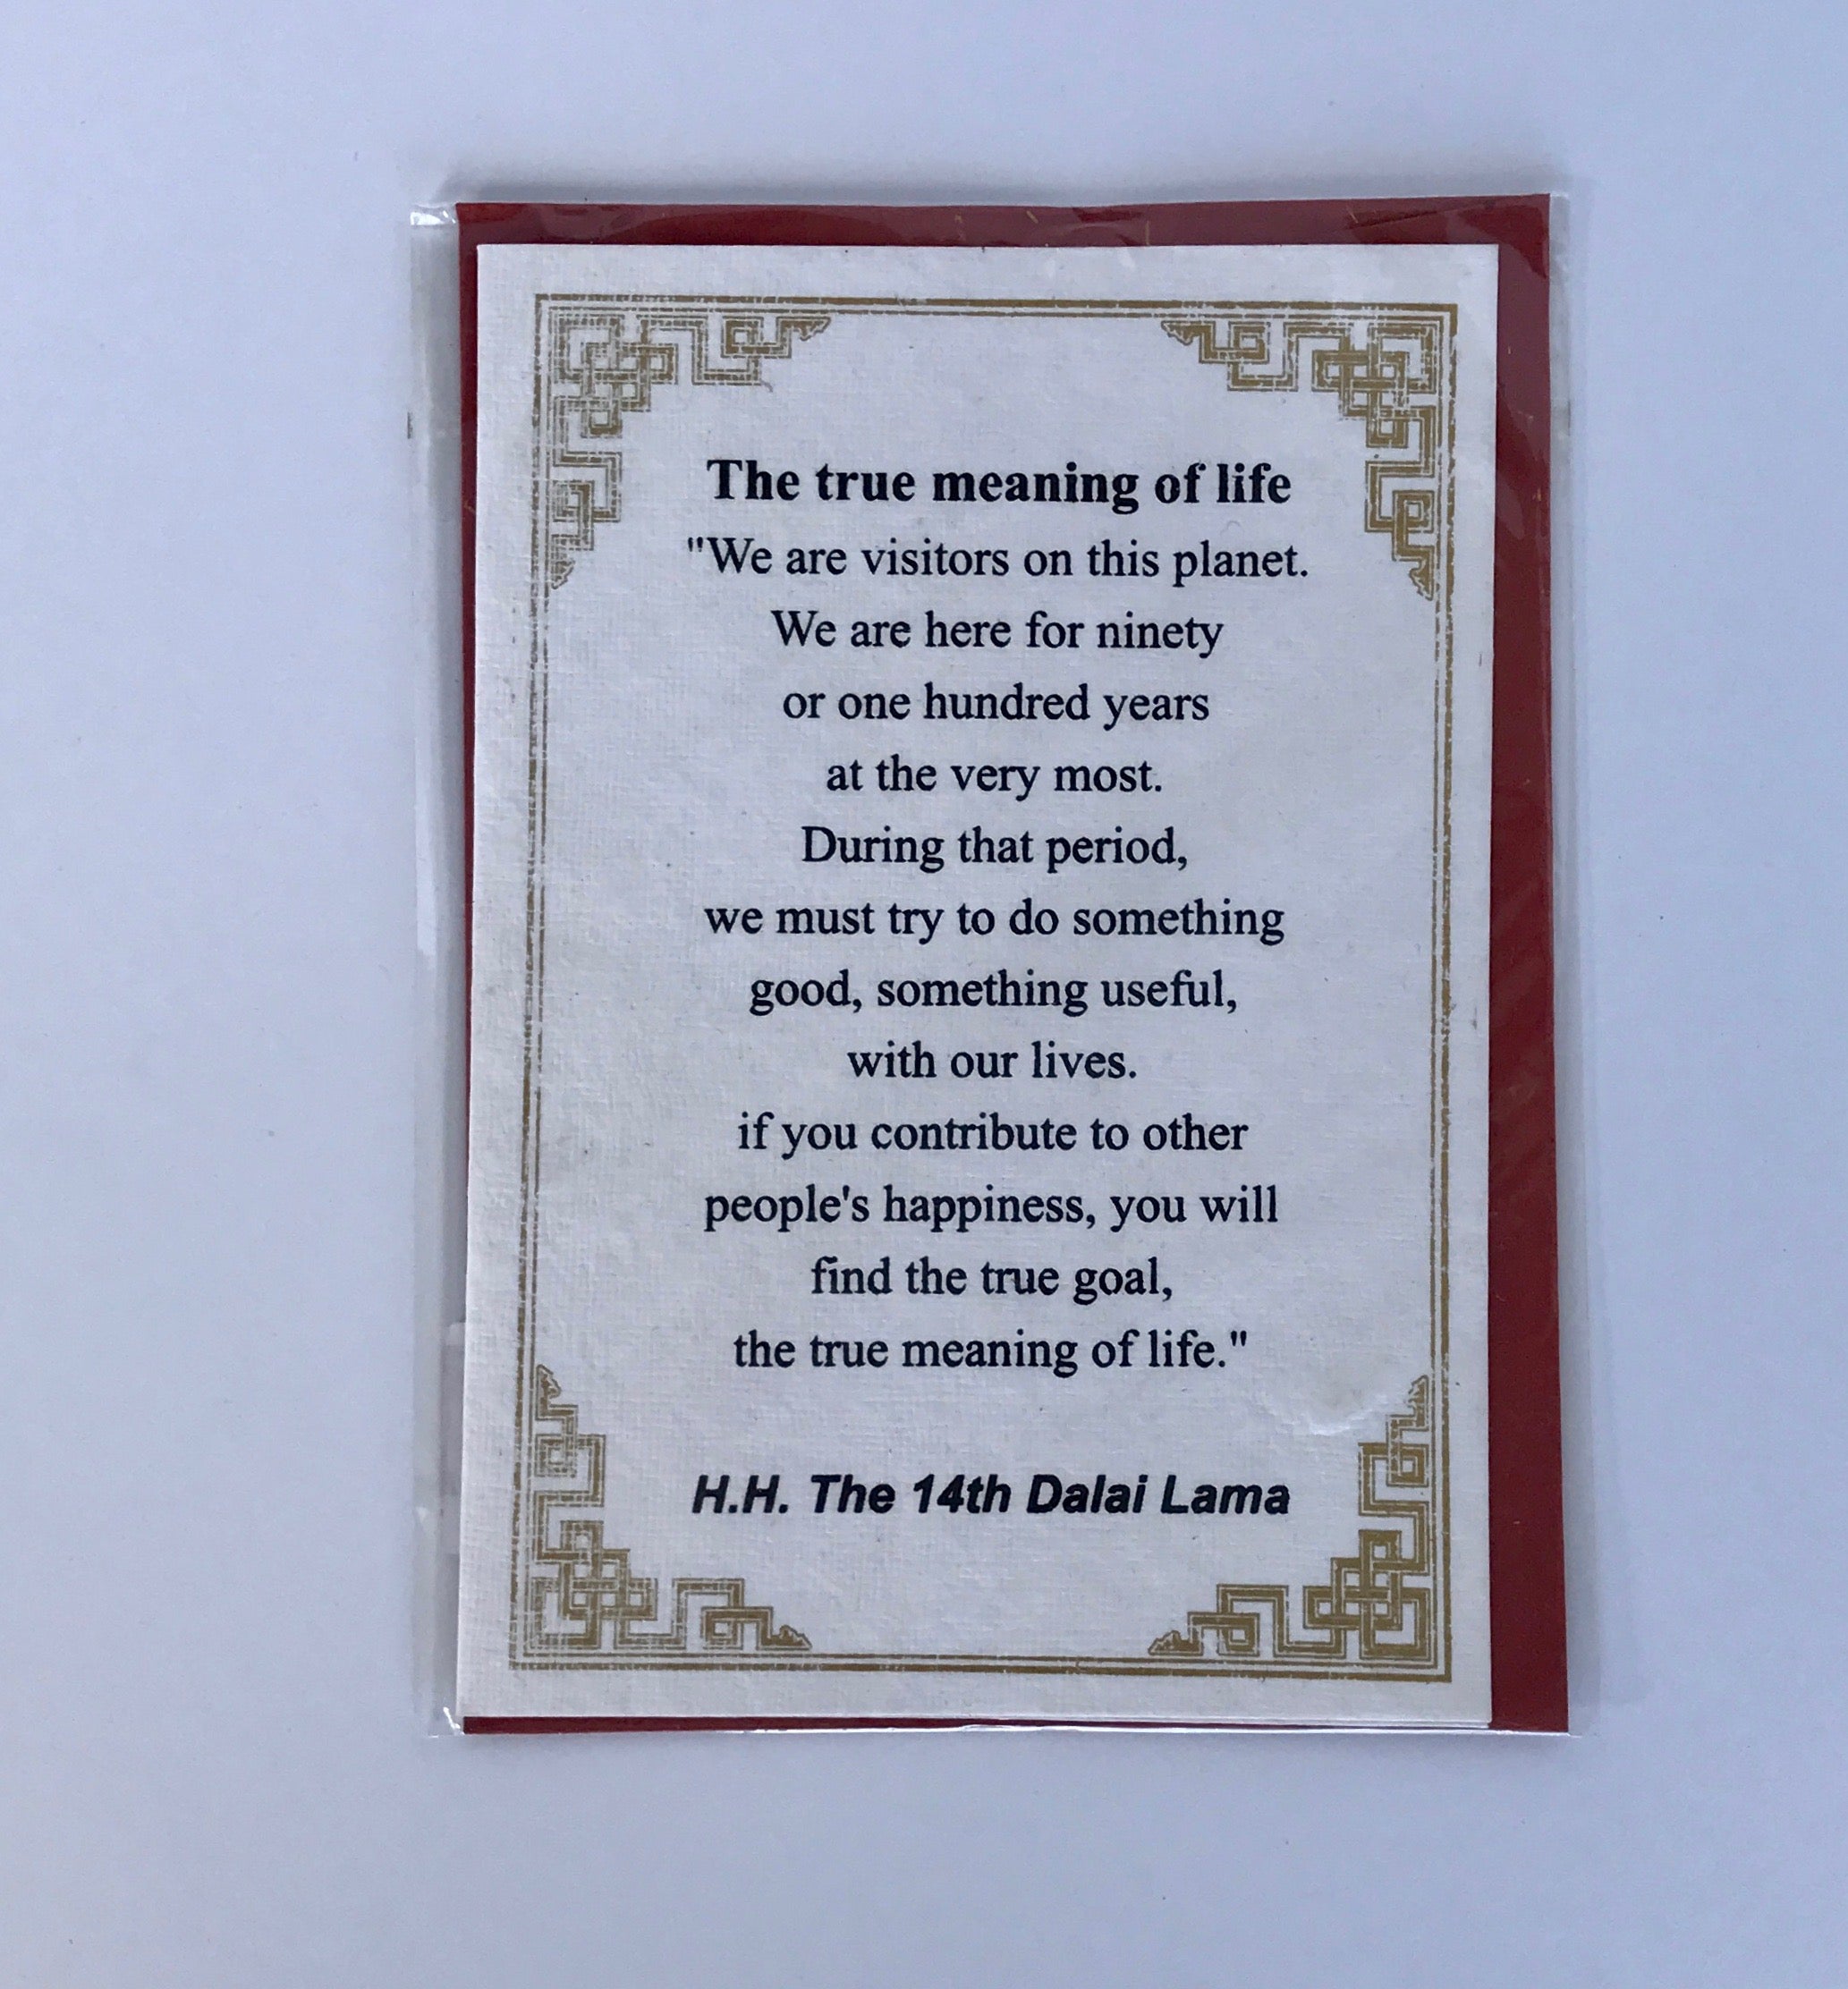 The true meaning of life
"We are visitors on this planet.
We are here for ninety
or one hundred years
at the very most.
During that period,
we must try to do something
good, something useful,
with our lives.
if you contribute to other
people's happiness, you will
find the true goal,
the true meaning of life."
H.H. The 14th Dalai Lama